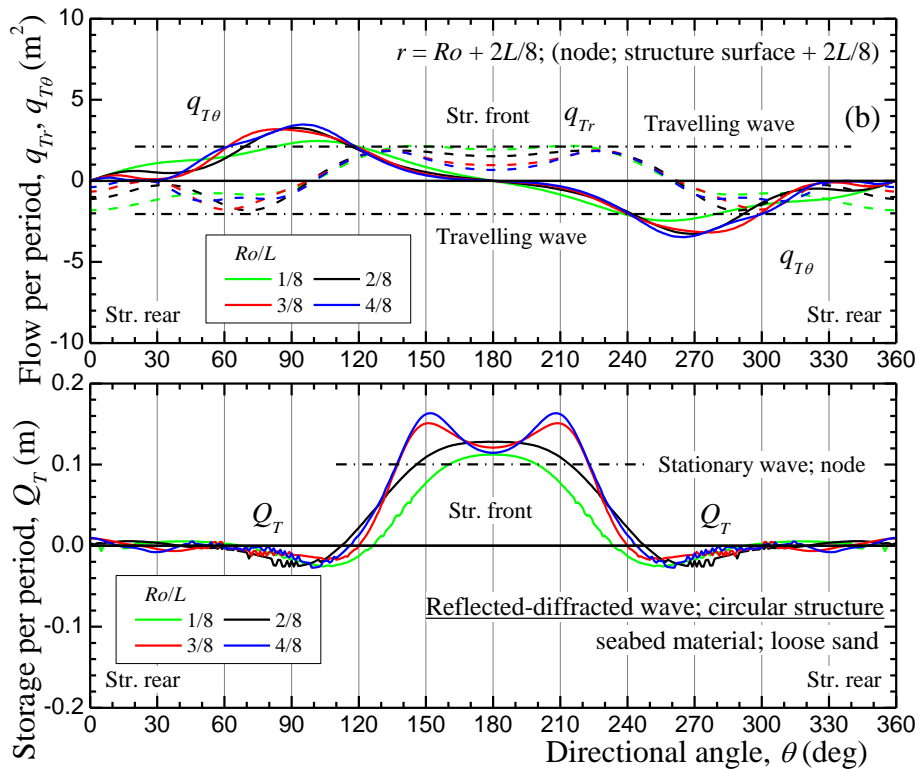 Flow per period, qTr, qTθ (m²)
10
5
0
-5
-10
r = Ro + 2L/8; (node; structure surface + 2L/8)
(b)
qTθ
Str. front
qTr
Travelling wave
Travelling wave
qTθ
Ro/L
1/8 2/8
3/8 4/8
Str. rear
Str. rear
0 30 60 90 120 150 180 210 240 270 300 330 360
Storage per period, QT (m)
0.2
0.1
0.0
-0.1
-0.2
Stationary wave; node
QT
Str. front
QT
Ro/L
1/8 2/8
3/8 4/8
Reflected-diffracted wave; circular structure
seabed material; loose sand
Str. rear
Str. rear
0 30 60 90 120 150 180 210 240 270 300 330 360
Directional angle, θ (deg)